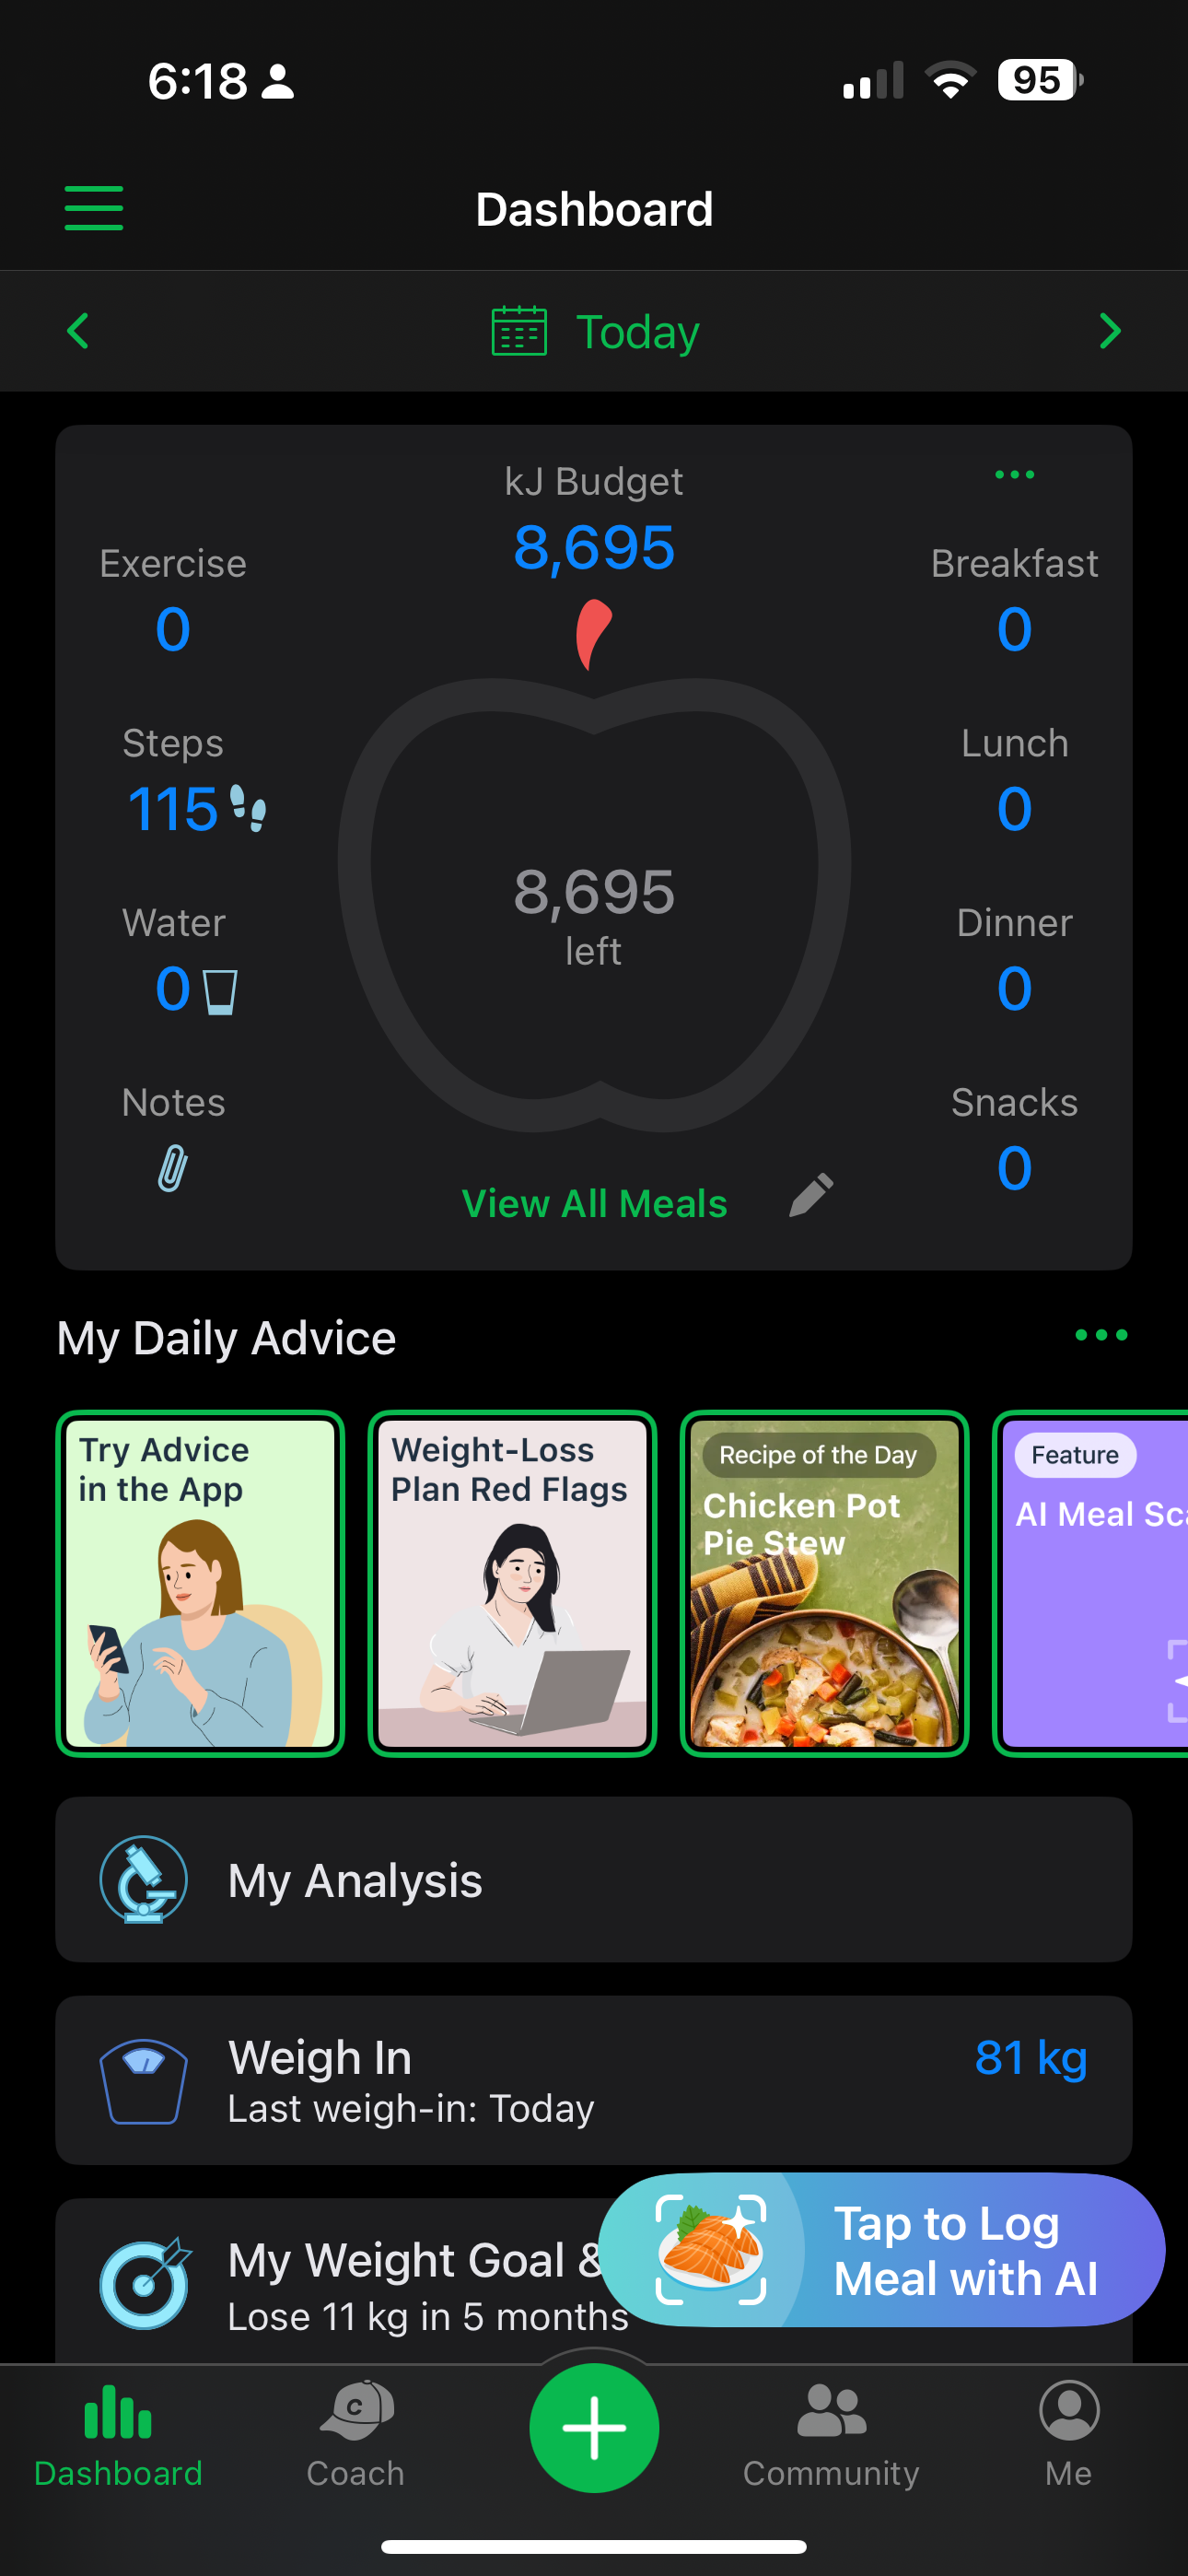 6:18
95
Dashboard
Today
kJ Budget
8,695
Exercise
0
Breakfast
0
Steps
115
Lunch
0
8,695
left
Water
0
Dinner
0
Notes
Snacks
0
View All Meals
My Daily Advice
Try Advice
in the App
Weight-Loss
Plan Red Flags
Recipe of the Day
Chicken Pot
Pie Stew
Feature
AI Meal Sc
My Analysis
Weigh In
81 kg
Last weigh-in: Today
My Weight Goal &
Lose 11 kg in 5 months
Tap to Log
Meal with AI
C
Dashboard
Coach
Community
Me